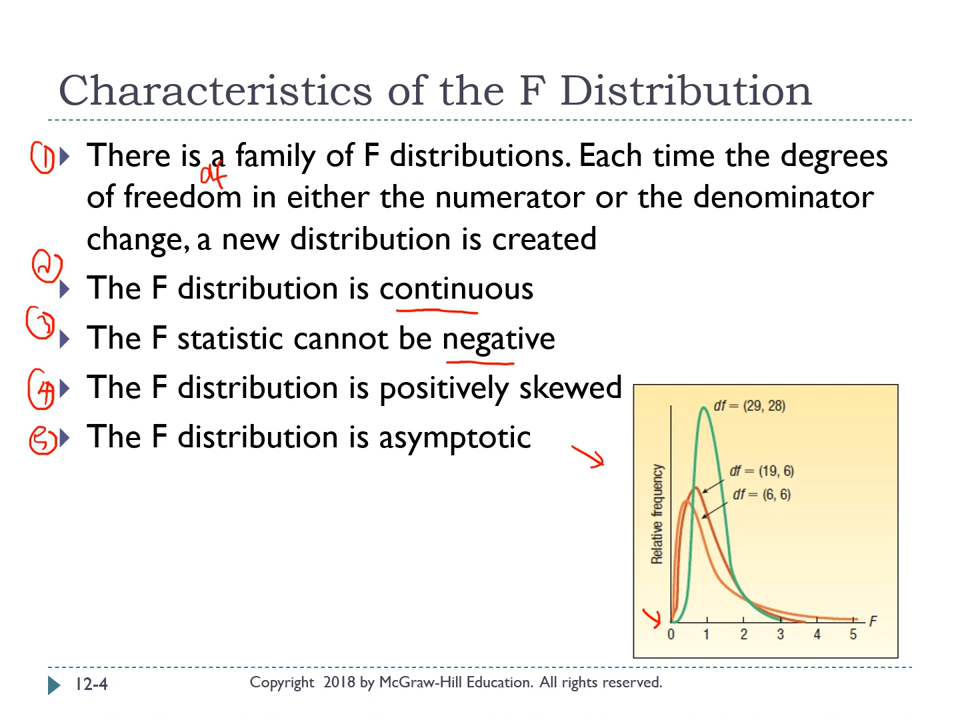 Characteristics of the F Distribution
① There is a family of F distributions. Each time the degrees
df
of freedom in either the numerator or the denominator
change, a new distribution is created
② The F distribution is continuous
③ The F statistic cannot be negative
④ The F distribution is positively skewed
⑤ The F distribution is asymptotic
df = (29, 28)
df = (19, 6)
df = (6, 6)
Relative frequency
F
0 1 2 3 4 5
12-4 Copyright 2018 by McGraw-Hill Education. All rights reserved.